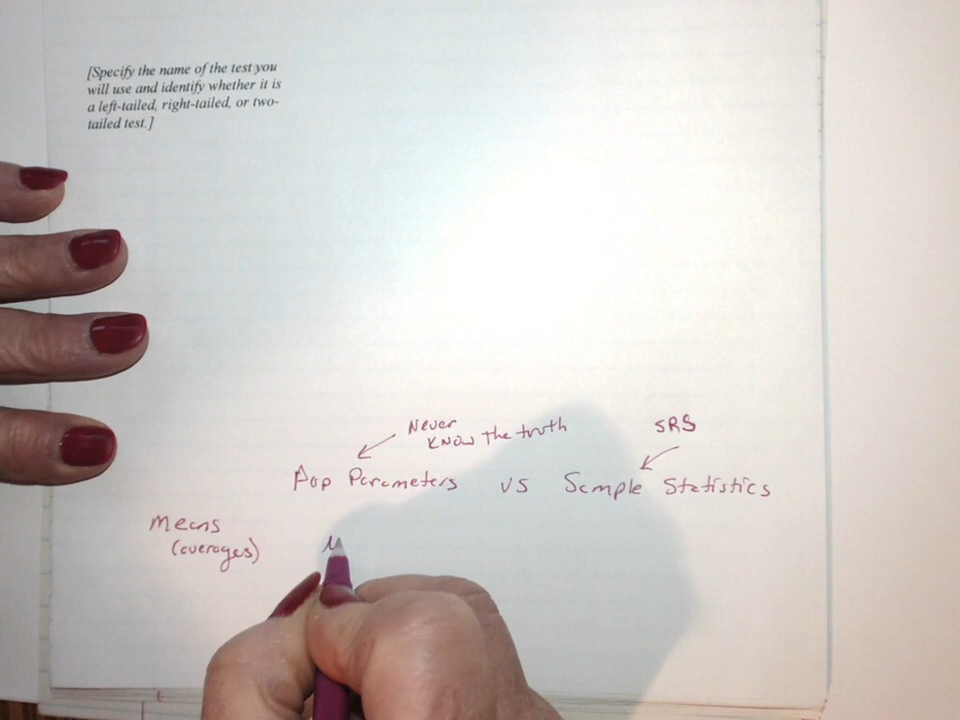 [Specify the name of the test you
will use and identify whether it is
a left-tailed, right-tailed, or two-
tailed test.]
Never
know the truth
SRS
Pop Parameters vs Sample Statistics
Means
(averages)
μ